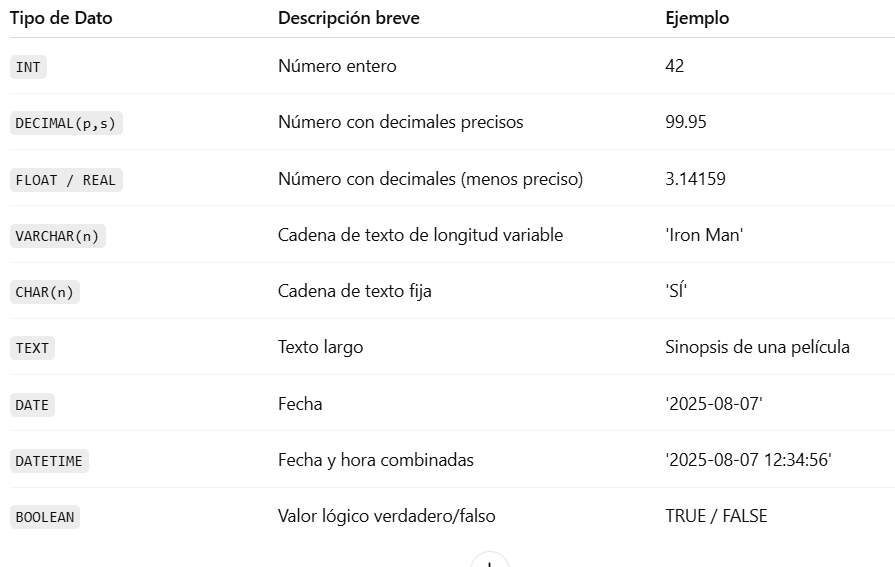 Tipo de Dato Descripción breve Ejemplo
INT Número entero 42
DECIMAL(p,s) Número con decimales precisos 99.95
FLOAT / REAL Número con decimales (menos preciso) 3.14159
VARCHAR(n) Cadena de texto de longitud variable 'Iron Man'
CHAR(n) Cadena de texto fija 'SÍ'
TEXT Texto largo Sinopsis de una película
DATE Fecha '2025-08-07'
DATETIME Fecha y hora combinadas '2025-08-07 12:34:56'
BOOLEAN Valor lógico verdadero/falso TRUE / FALSE